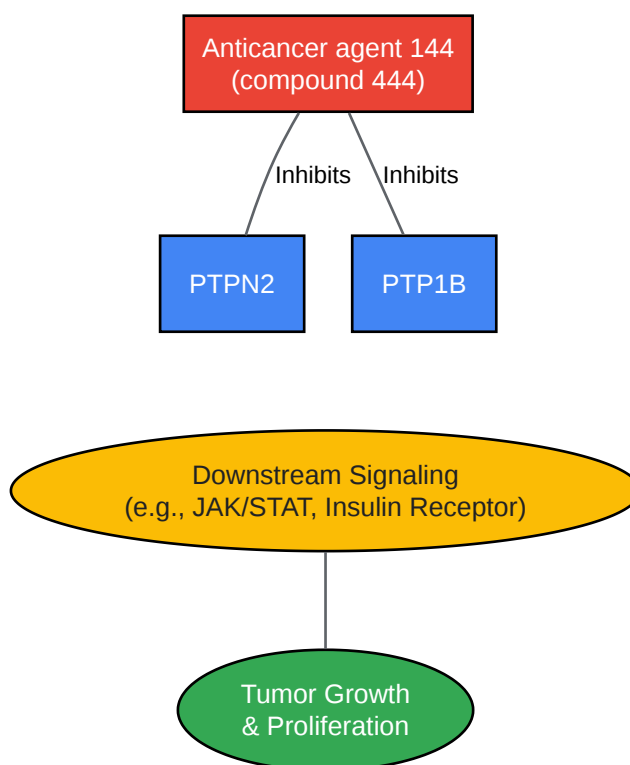 Anticancer agent 144
(compound 444)
Inhibits
Inhibits
PTPN2
PTP1B
Downstream Signaling
(e.g., JAK/STAT, Insulin Receptor)
Tumor Growth
& Proliferation